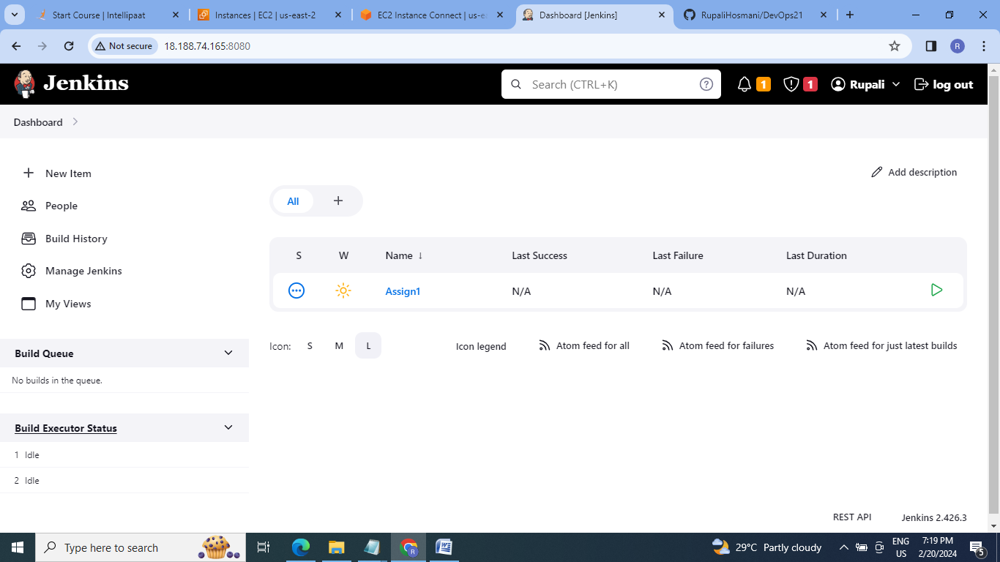 Start Course | Intellipaat
Instances | EC2 | us-east-2
EC2 Instance Connect | us-ea
Dashboard [Jenkins]
RupaliHosmani/DevOps21
Not secure
18.188.74.165:8080
R
Jenkins
Search (CTRL+K)
1
1
Rupali
log out
Dashboard
New Item
People
Build History
Manage Jenkins
My Views
Add description
All
S W Name ↓ Last Success Last Failure Last Duration
Assign1 N/A N/A N/A
Icon: S M L
Icon legend
Atom feed for all
Atom feed for failures
Atom feed for just latest builds
Build Queue
No builds in the queue.
Build Executor Status
1 Idle
2 Idle
REST API
Jenkins 2.426.3
Type here to search
R
W
29°C Partly cloudy
ENG
US
7:19 PM
2/20/2024
5